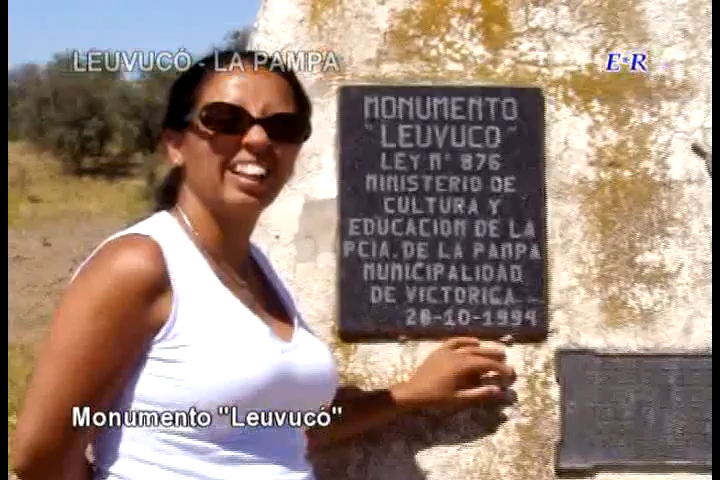 LEUVUCÓ - LA PAMPA
E*R
MONUMENTO
"LEUVUCO"
LEY Nº 876
MINISTERIO DE
CULTURA Y
EDUCACION DE LA
PCIA. DE LA PAMPA
MUNICIPALIDAD
DE VICTORICA
28-10-1994
Monumento "Leuvucó"